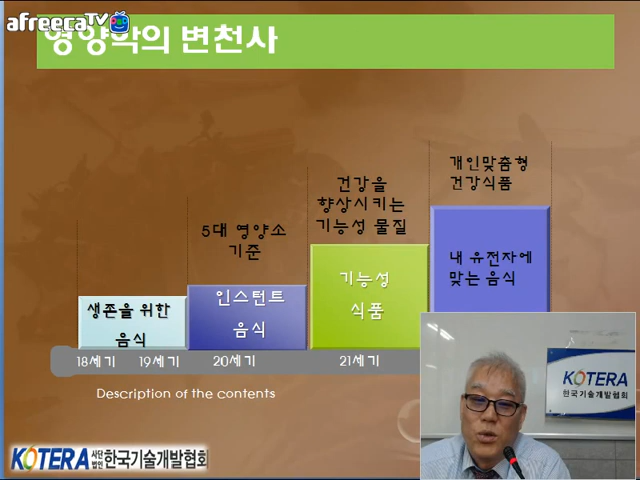 afreecaTV
영양학의 변천사
개인맞춤형
건강식품
건강을
향상시키는
기능성 물질
5대 영양소
기준
내 유전자에
맞는 음식
기능성
식품
인스턴트
음식
생존을 위한
음식
18세기
19세기
20세기
21세기
Description of the contents
KOTERA
한국기술개발협회
KOTERA 사단법인 한국기술개발협회